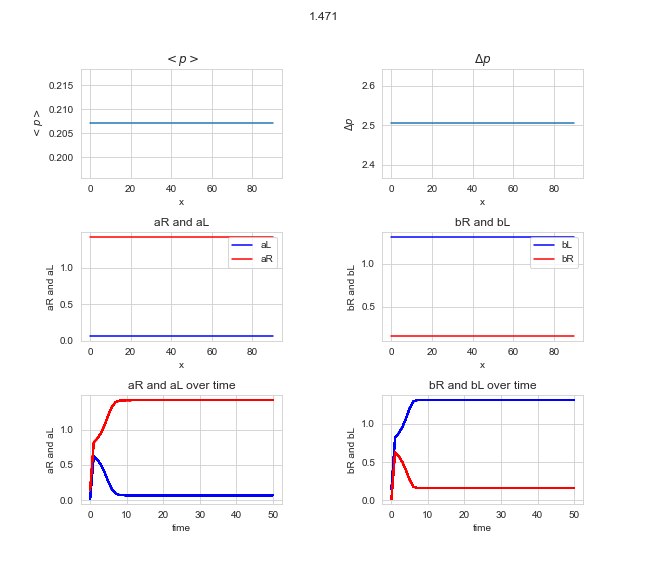 1.471
< p >
Δp
0.215
0.210
0.205
0.200
< p >
0 20 40 60 80
x
2.6
2.5
2.4
Δp
0 20 40 60 80
x
aR and aL
bR and bL
1.0
0.5
0.0
aR and aL
aL
aR
0 20 40 60 80
x
1.0
0.5
bR and bL
bL
bR
0 20 40 60 80
x
aR and aL over time
bR and bL over time
1.0
0.5
0.0
aR and aL
0 10 20 30 40 50
time
1.0
0.5
0.0
bR and bL
0 10 20 30 40 50
time